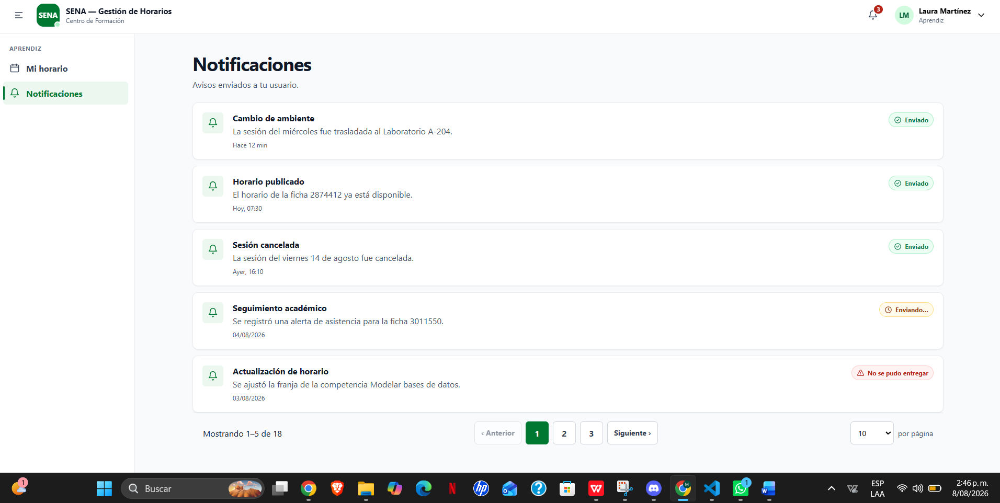 SENA
SENA — Gestión de Horarios
Centro de Formación
3
LM
Laura Martínez
Aprendiz
APRENDIZ
Mi horario
Notificaciones
Notificaciones
Avisos enviados a tu usuario.
Cambio de ambiente
La sesión del miércoles fue trasladada al Laboratorio A-204.
Hace 12 min
Enviado
Horario publicado
El horario de la ficha 2874412 ya está disponible.
Hoy, 07:30
Enviado
Sesión cancelada
La sesión del viernes 14 de agosto fue cancelada.
Ayer, 16:10
Enviado
Seguimiento académico
Se registró una alerta de asistencia para la ficha 3011550.
04/08/2026
Enviando...
Actualización de horario
Se ajustó la franja de la competencia Modelar bases de datos.
03/08/2026
No se pudo entregar
Mostrando 1–5 de 18
‹ Anterior
1
2
3
Siguiente ›
10
por página
1
Buscar
N
hp
?
W
M
1
W
ESP
LAA
2:46 p. m.
8/08/2026